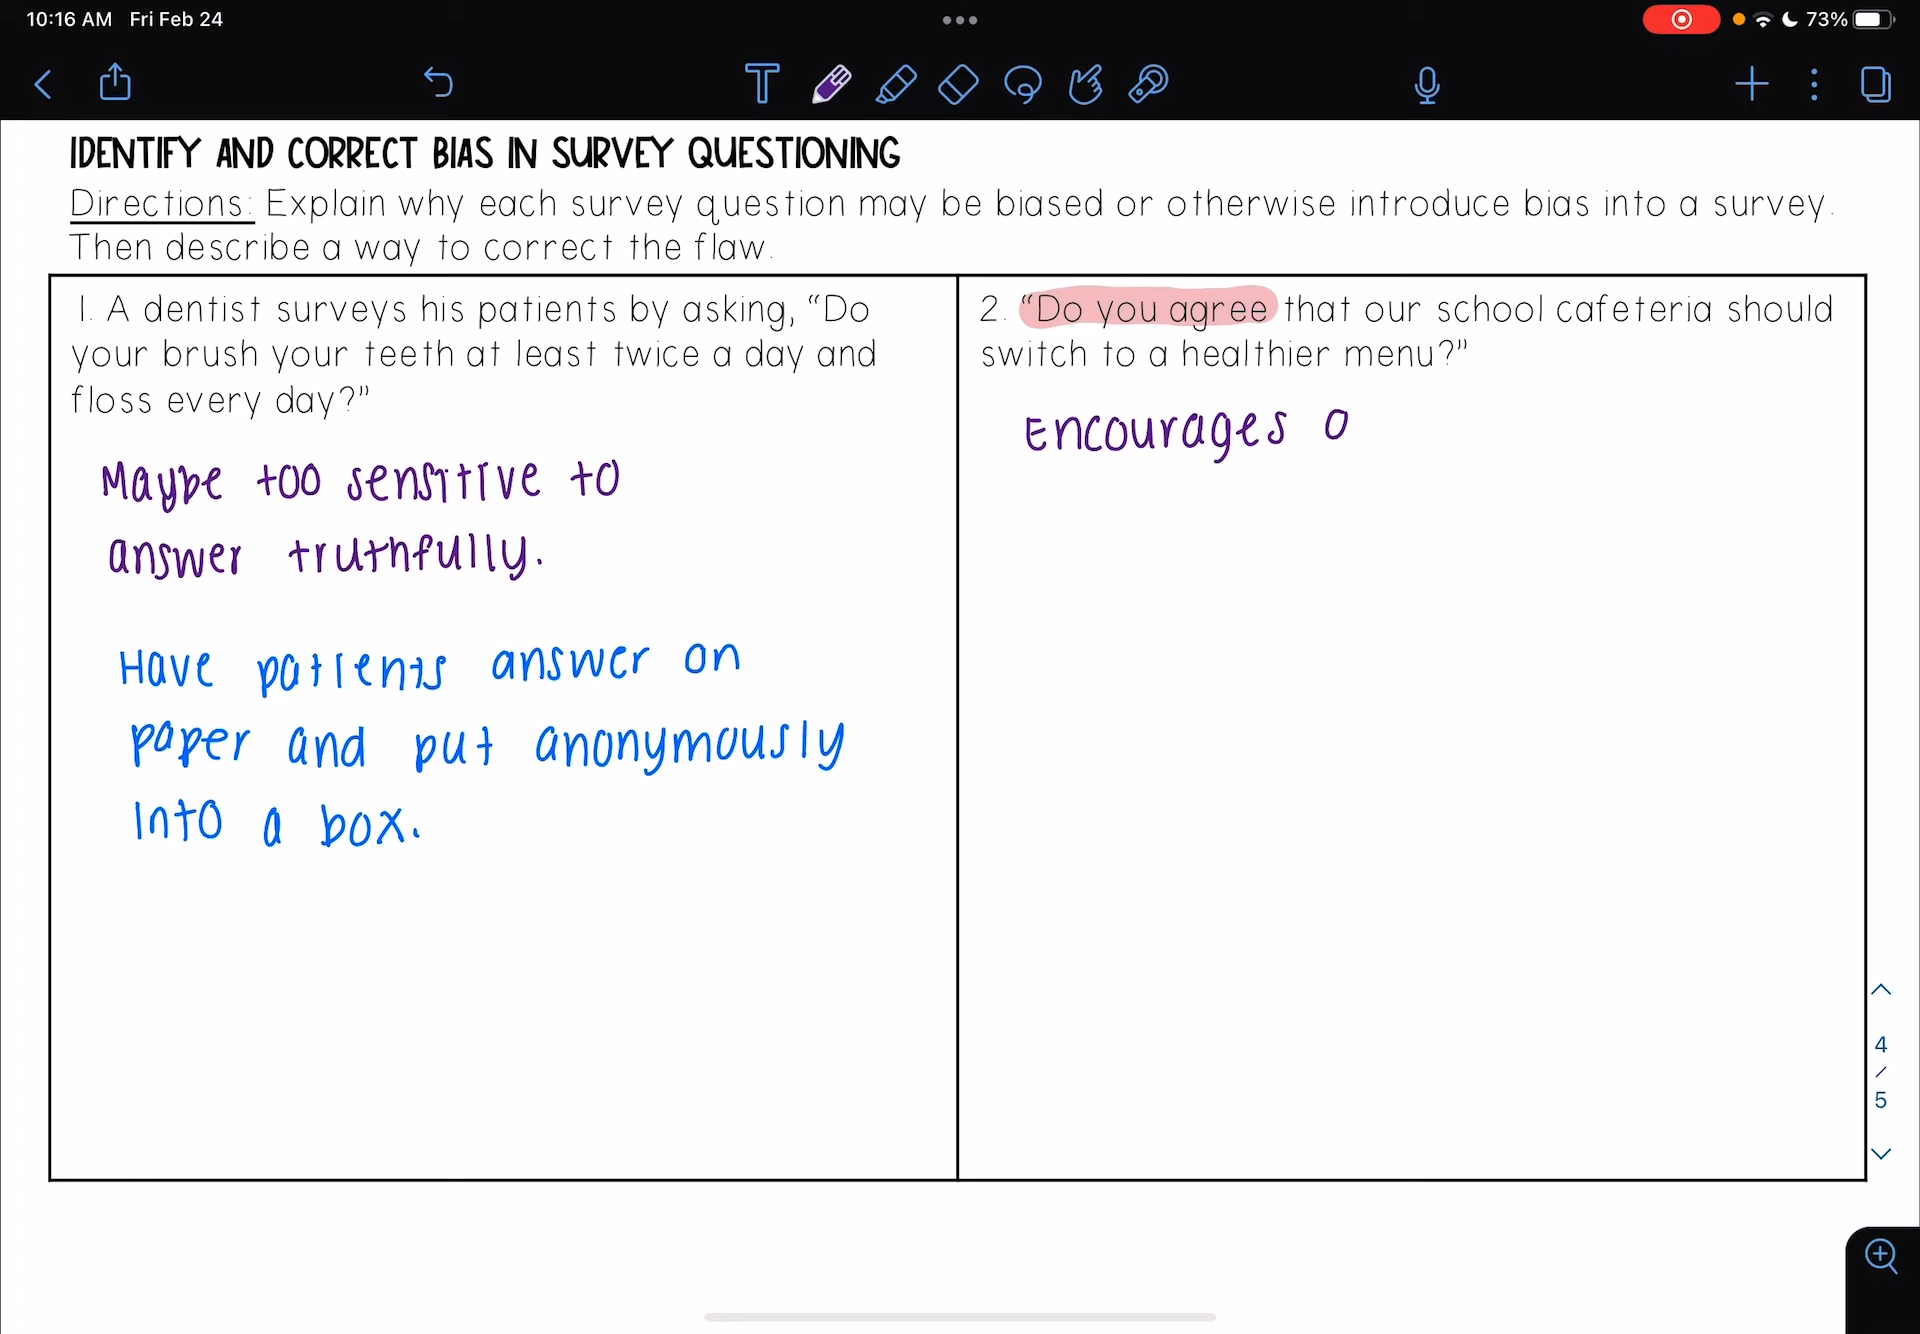 10:16 AM Fri Feb 24
73%
IDENTIFY AND CORRECT BIAS IN SURVEY QUESTIONING
Directions: Explain why each survey question may be biased or otherwise introduce bias into a survey.
Then describe a way to correct the flaw.
1. A dentist surveys his patients by asking, “Do
your brush your teeth at least twice a day and
floss every day?”
Maybe too sensitive to
answer truthfully.
Have patients answer on
paper and put anonymously
into a box.
2. “Do you agree that our school cafeteria should
switch to a healthier menu?”
Encourages a
4
/
5